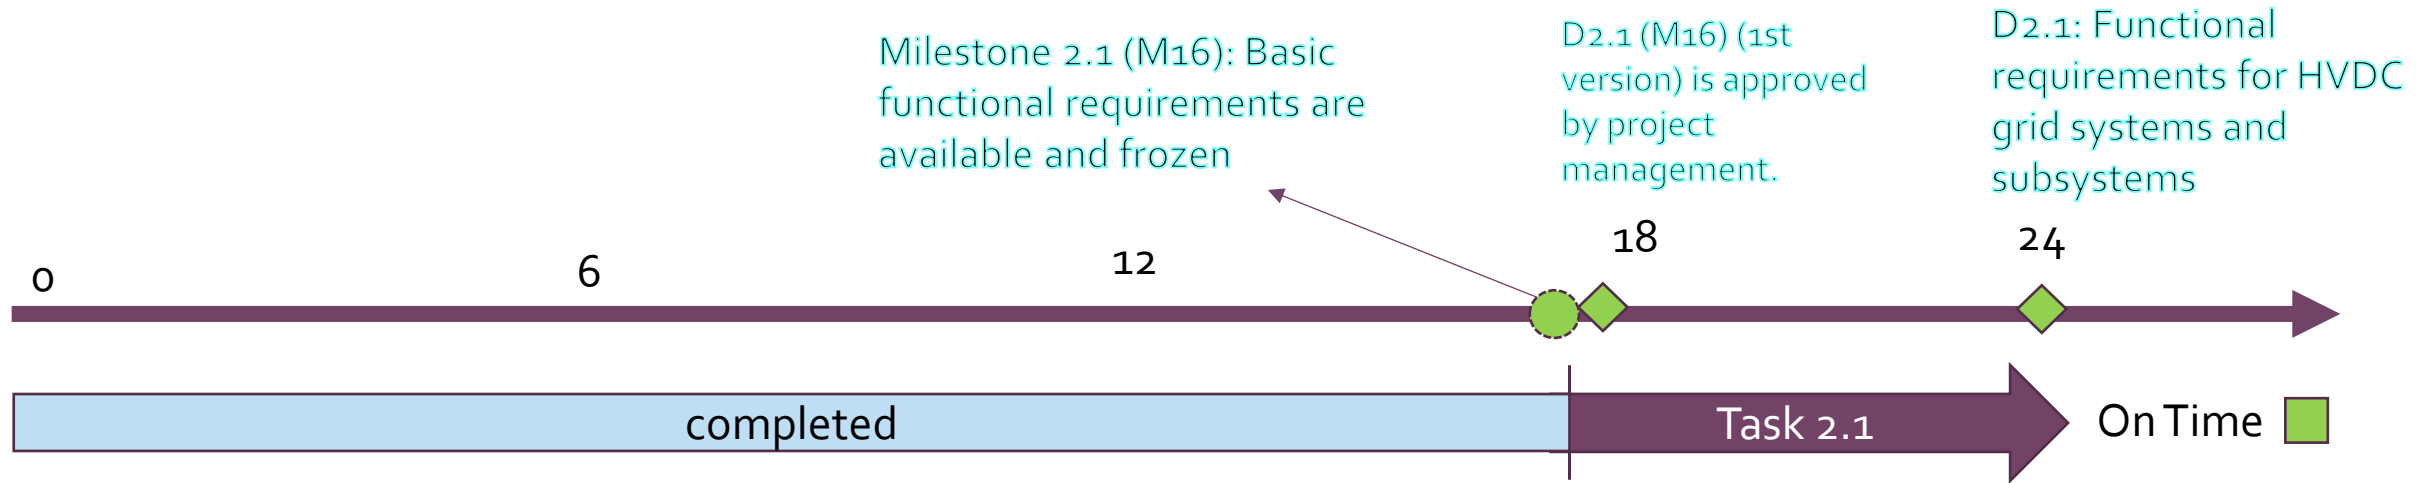 Milestone 2.1 (M16): Basic
functional requirements are
available and frozen
D2.1 (M16) (1st
version) is approved
by project
management.
D2.1: Functional
requirements for HVDC
grid systems and
subsystems
0
6
12
18
24
completed
Task 2.1
On Time